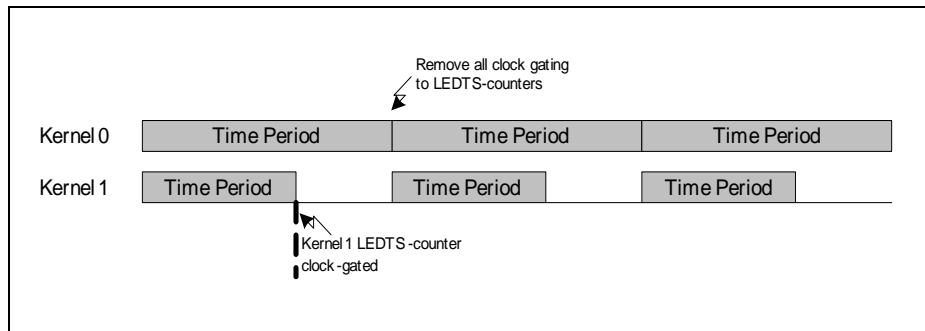 Remove all clock gating
to LEDTS-counters
Kernel 0 Time Period Time Period Time Period
Kernel 1 Time Period Time Period Time Period
Kernel 1 LEDTS-counter
clock-gated